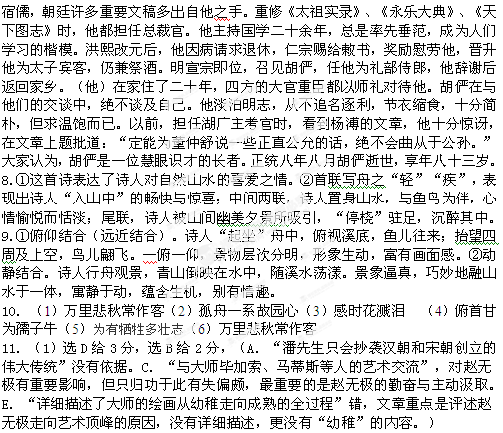 宿儒，朝廷许多重要文稿多出自他之手。重修《太祖实录》、《永乐大典》、《天
下图志》时，他都担任总裁官。他主持国学二十余年，总是率先垂范，成为人们
学习的楷模。洪熙改元后，他因病请求退休，仁宗赐给敕书，奖励慰劳他，晋升
他为太子宾客，仍兼祭酒。明宣宗即位，召见胡俨，任他为礼部侍郎，他辞谢后
返回家乡。（他）在家住了二十年，四方的大官重臣都以师礼对待他。胡俨在与
他们的交谈中，绝不谈及自己。他淡泊明志，从不追名逐利，节衣缩食，十分简
朴，但求温饱而已。以前，担任湖广主考官时，看到杨溥的文章，他十分惊讶，
在文章上题批道：“定能为董仲舒说一些正直公允的话，绝不会曲从于公孙。”
大家认为，胡俨是一位慧眼识才的长者。正统八年八月胡俨逝世，享年八十三岁。
8.①这首诗表达了诗人对自然山水的喜爱之情。②首联写舟之“轻”“疾”，表
现出诗人“入山中”的畅快与惊喜；中间两联，诗人置身山水，与鱼鸟为伴，心
情愉悦而恬淡；尾联，诗人被山间幽美夕景所吸引，“停桡”驻足，沉醉其中。
9.①俯仰结合（远近结合）。诗人“起坐”舟中，俯视溪底，鱼儿往来；抬望四
周及上空，鸟儿翩飞。一俯一仰，景物层次分明，形象生动，富有画面感。②动
静结合。诗人行舟观景，青山倒映在水中，随溪水荡漾。景象逼真，巧妙地融山
水于一体，寓静于动，蕴含生机，别有情趣。
10. （1）万里悲秋常作客（2）孤舟一系故园心（3）感时花溅泪 （4）俯首甘
为孺子牛（5）为有牺牲多壮志（6）万里悲秋常作客
11. （1）选 D 给 3 分，选 B 给 2 分，（A. “潘先生只会抄袭汉朝和宋朝创立的
伟大传统”没有依据。C. “与大师毕加索、马蒂斯等人的艺术交流”，对赵无
极有重要影响，但只归功于此有失偏颇，最重要的是赵无极的勤奋与主动汲取。
E. “详细描述了大师的绘画从幼稚走向成熟的全过程”错，文章重点是评述赵
无极走向艺术顶峰的原因，没有详细描述，更没有“幼稚”的内容。）